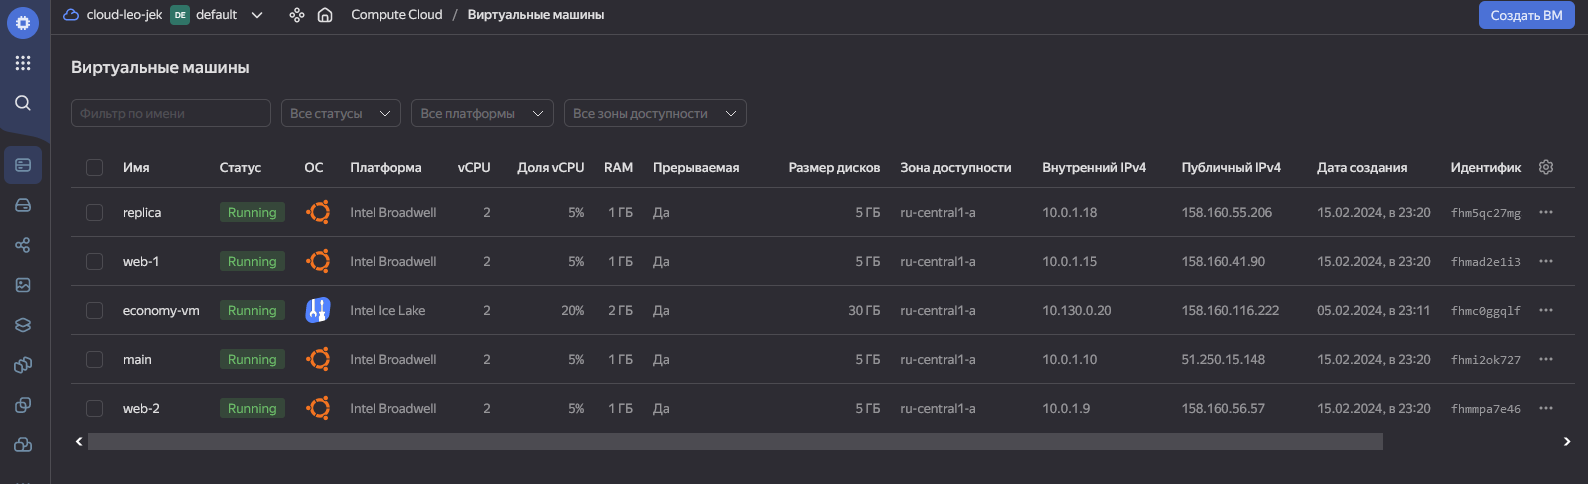 cloud-leo-jek DE default Compute Cloud / Виртуальные машины Создать ВМ
Виртуальные машины
Фильтр по имени Все статусы Все платформы Все зоны доступности
Имя Статус ОС Платформа vCPU Доля vCPU RAM Прерываемая Размер дисков Зона доступности Внутренний IPv4 Публичный IPv4 Дата создания Идентифик
replica Running Intel Broadwell 2 5% 1 ГБ Да 5 ГБ ru-central1-a 10.0.1.18 158.160.55.206 15.02.2024, в 23:20 fhm5qc27mg ...
web-1 Running Intel Broadwell 2 5% 1 ГБ Да 5 ГБ ru-central1-a 10.0.1.15 158.160.41.90 15.02.2024, в 23:20 fhmad2e1i3 ...
economy-vm Running Intel Ice Lake 2 20% 2 ГБ Да 30 ГБ ru-central1-a 10.130.0.20 158.160.116.222 05.02.2024, в 23:11 fhmc0ggqlf ...
main Running Intel Broadwell 2 5% 1 ГБ Да 5 ГБ ru-central1-a 10.0.1.10 51.250.15.148 15.02.2024, в 23:20 fhmi2ok727 ...
web-2 Running Intel Broadwell 2 5% 1 ГБ Да 5 ГБ ru-central1-a 10.0.1.9 158.160.56.57 15.02.2024, в 23:20 fhmmpa7e46 ...